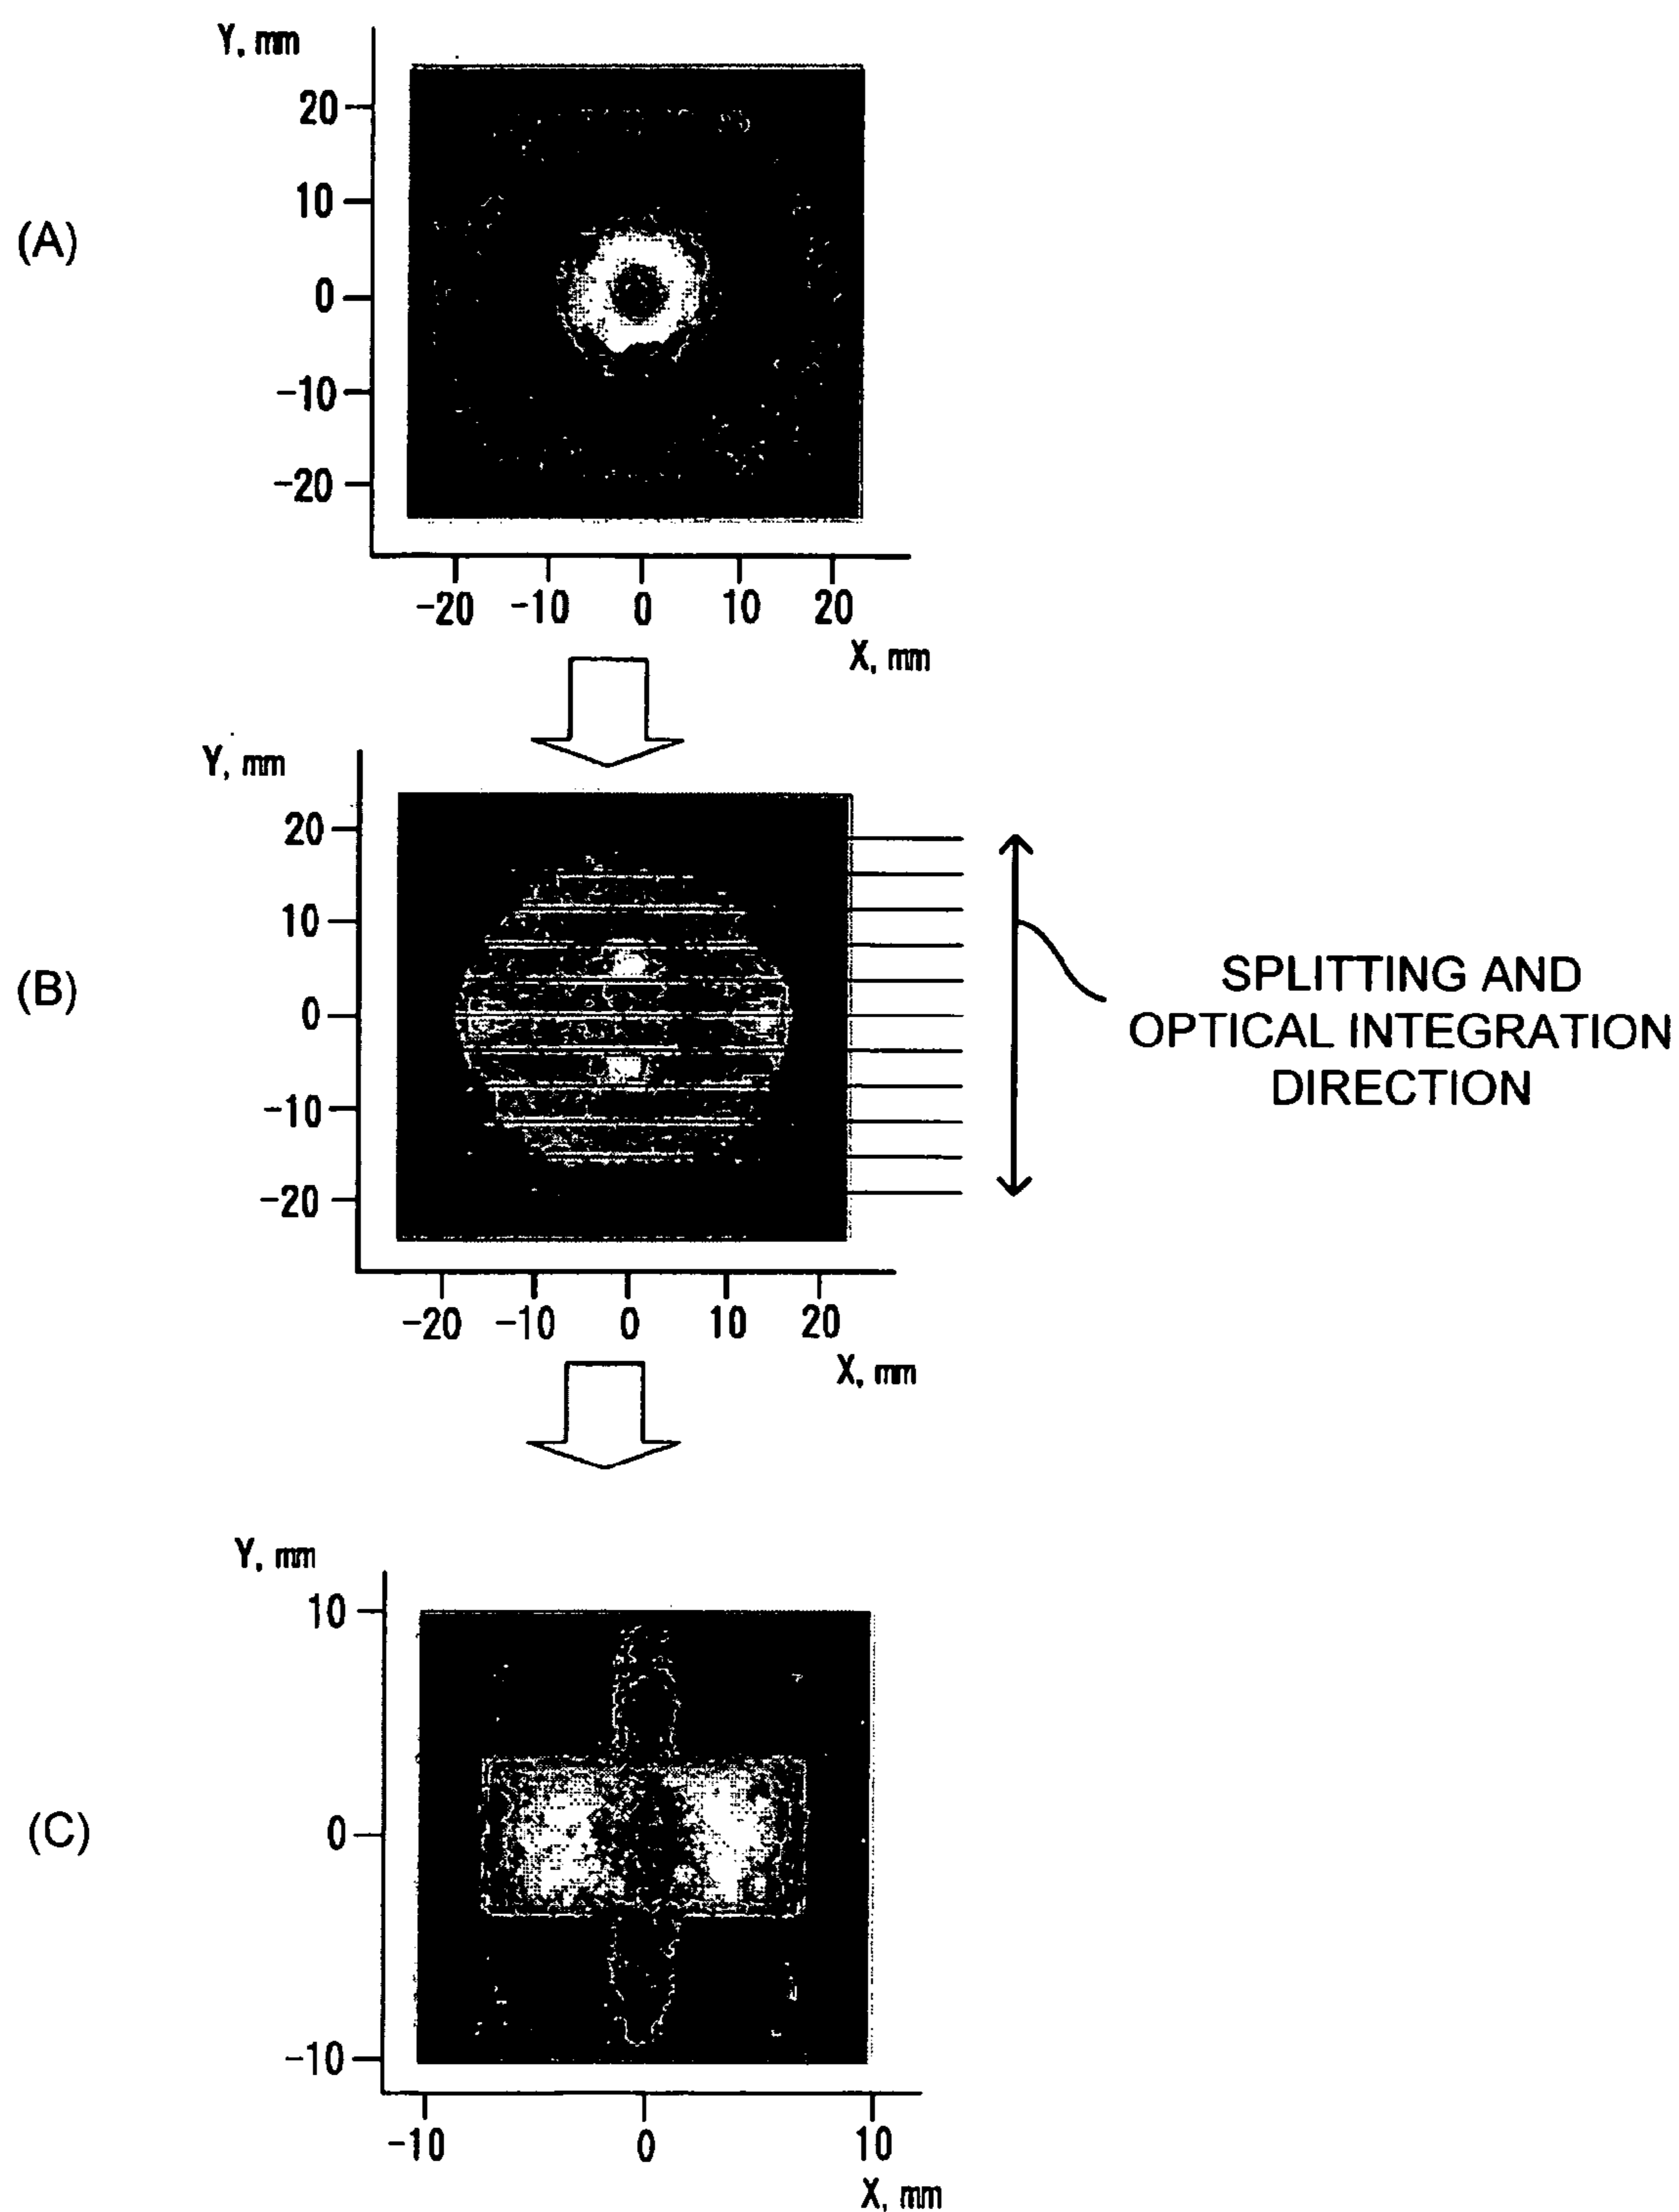 Y, mm
20
10
(A)
0
-10
-20
-20 -10 0 10 20
X, mm
Y, mm
20
10
(B)
0
-10
-20
SPLITTING AND
OPTICAL INTEGRATION
DIRECTION
-20 -10 0 10 20
X, mm
Y, mm
10
(C)
0
-10
-10 0 10
X, mm